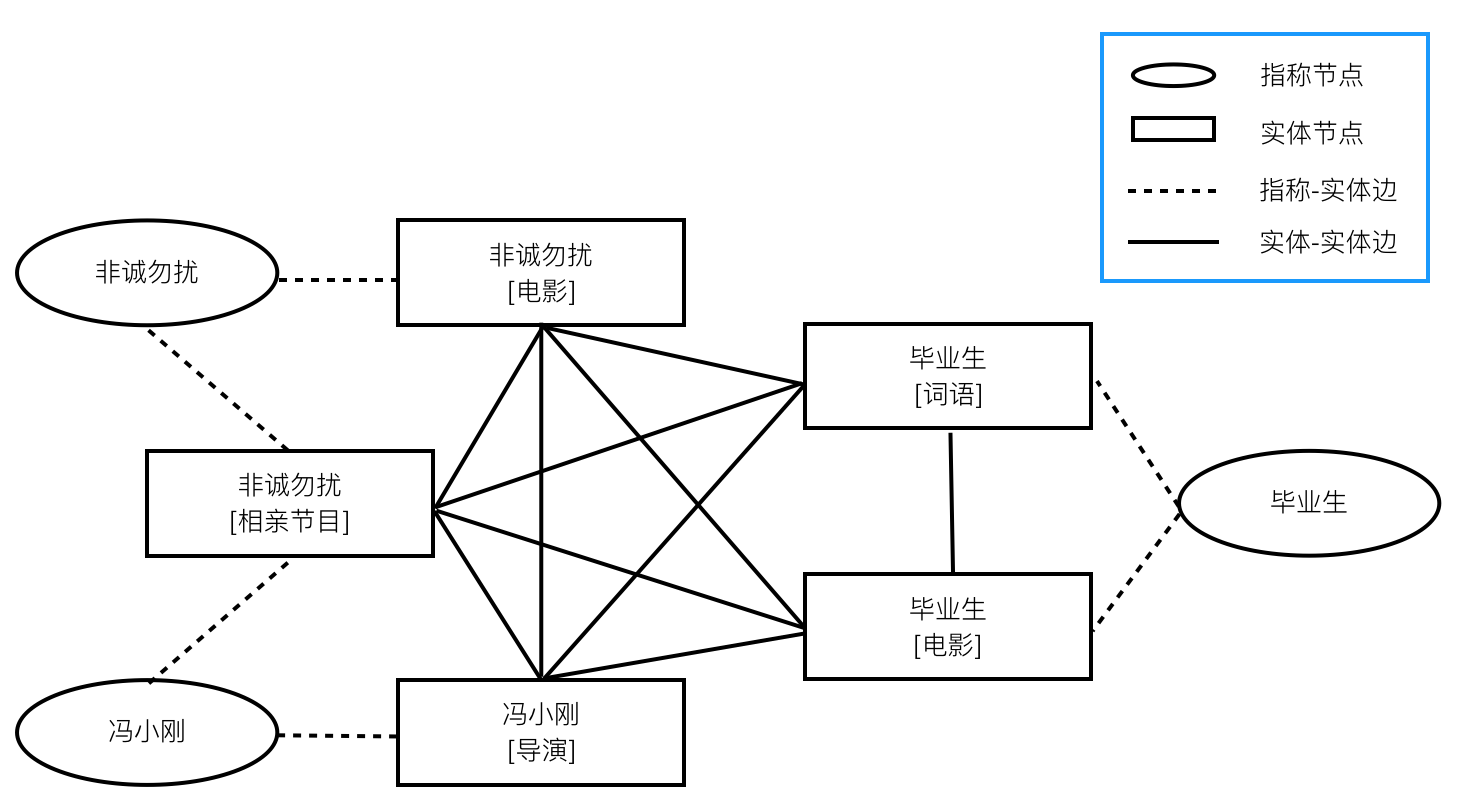 指称节点
实体节点
指称-实体边
实体-实体边
非诚勿扰
非诚勿扰
[电影]
毕业生
[词语]
非诚勿扰
[相亲节目]
毕业生
毕业生
[电影]
冯小刚
冯小刚
[导演]